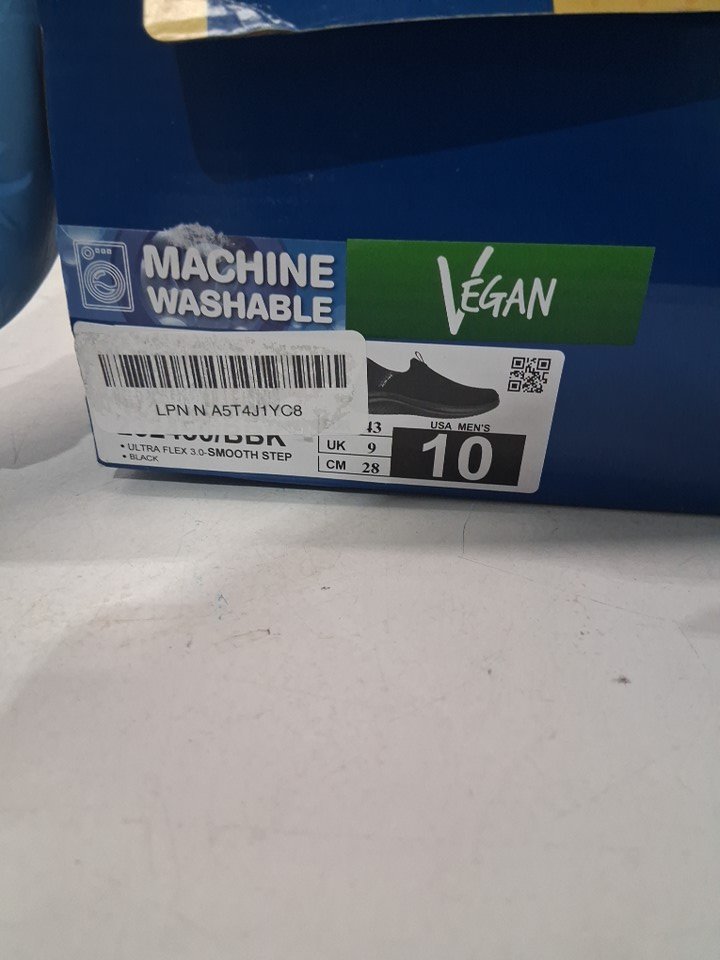 MACHINE
WASHABLE
VEGAN
LPN N A5T4J1YC8
/BBK
• ULTRA FLEX 3.0-SMOOTH STEP
• BLACK
43
UK 9
CM 28
USA MEN'S
10